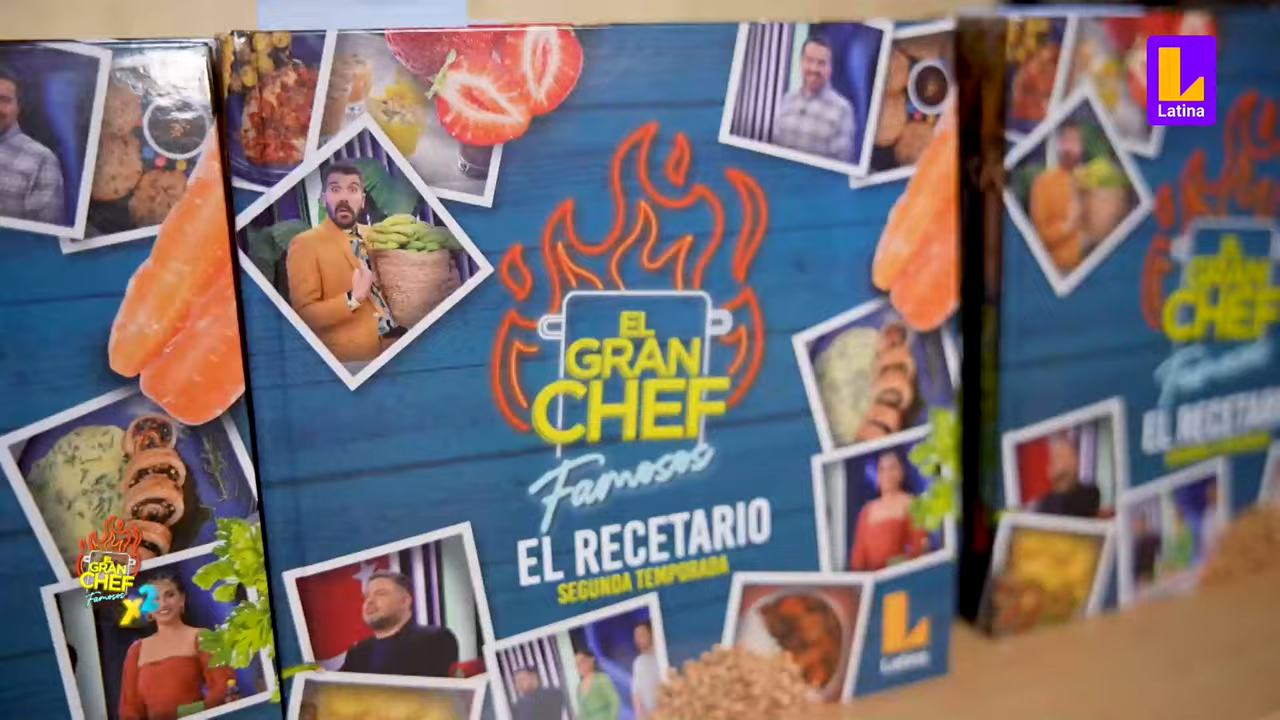 Latina
EL
GRAN
CHEF
Famosos
EL RECETARIO
SEGUNDA TEMPORADA
Latina
EL
GRAN
CHEF
Famosos
x2
EL
GRAN
CHEF
Famosos
EL RECETAR